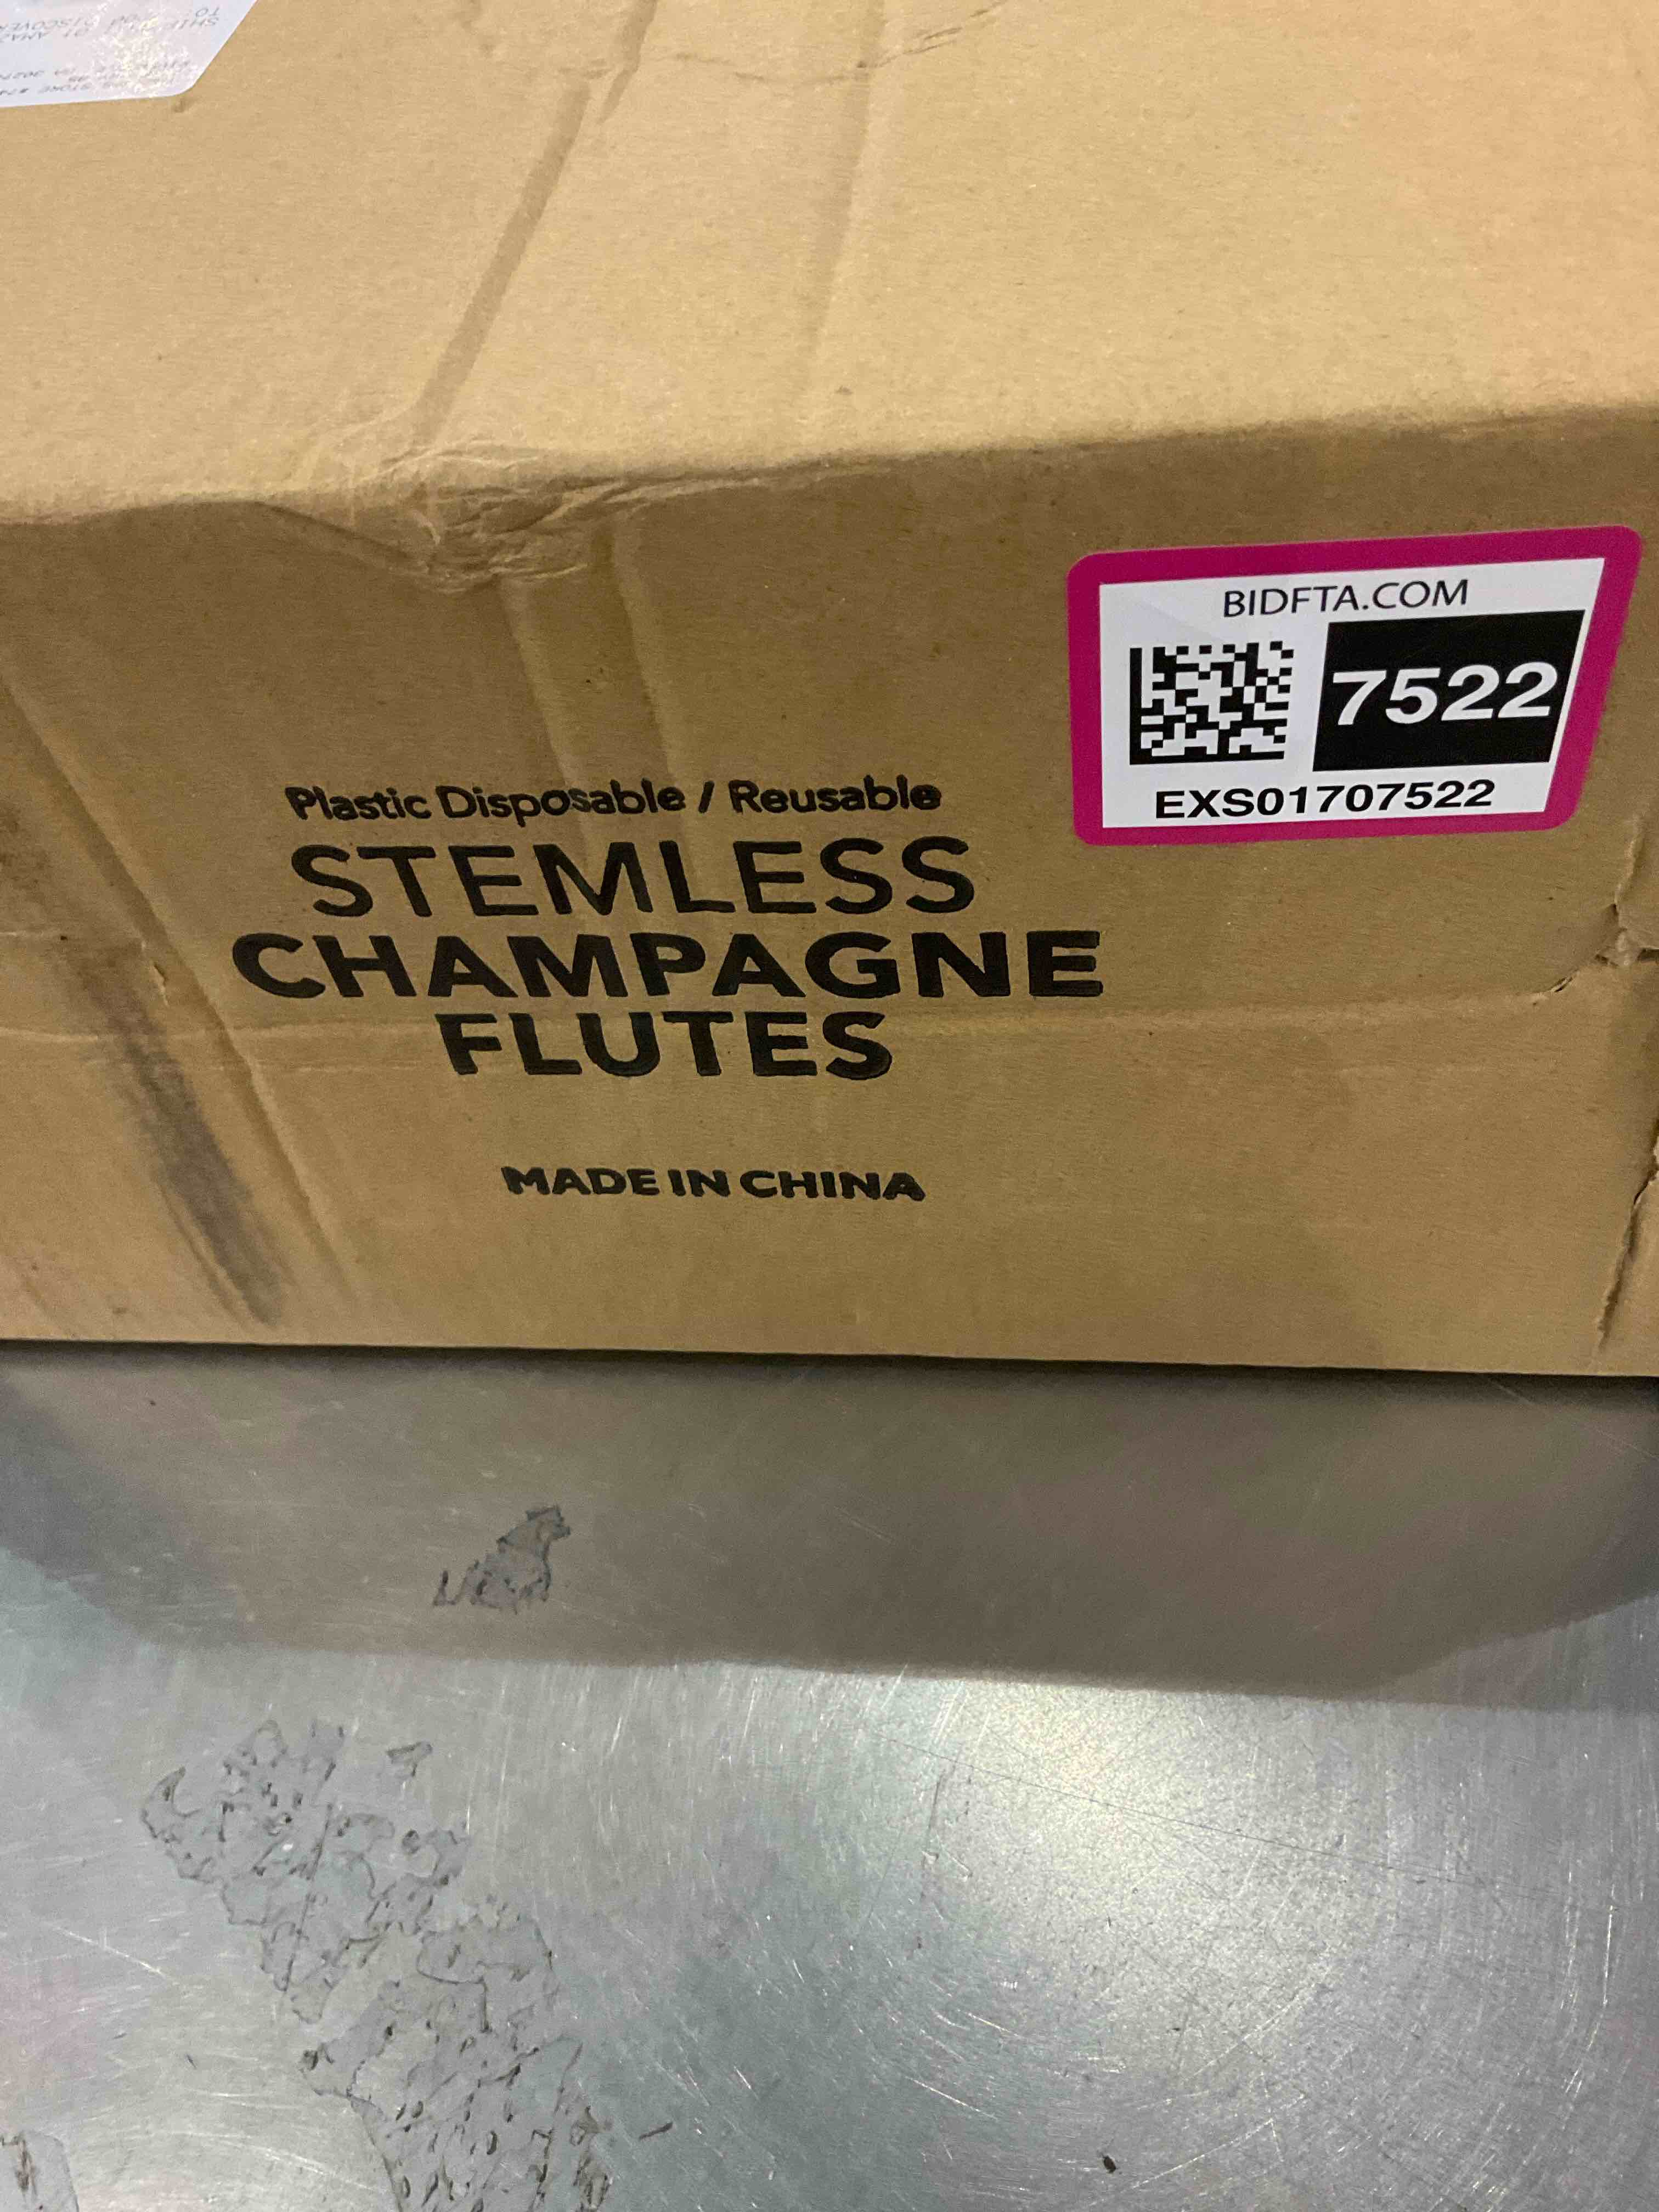 BIDFTA.COM
7522
EXS01707522
Plastic Disposable / Reusable
STEMLESS
CHAMPAGNE
FLUTES
MADE IN CHINA